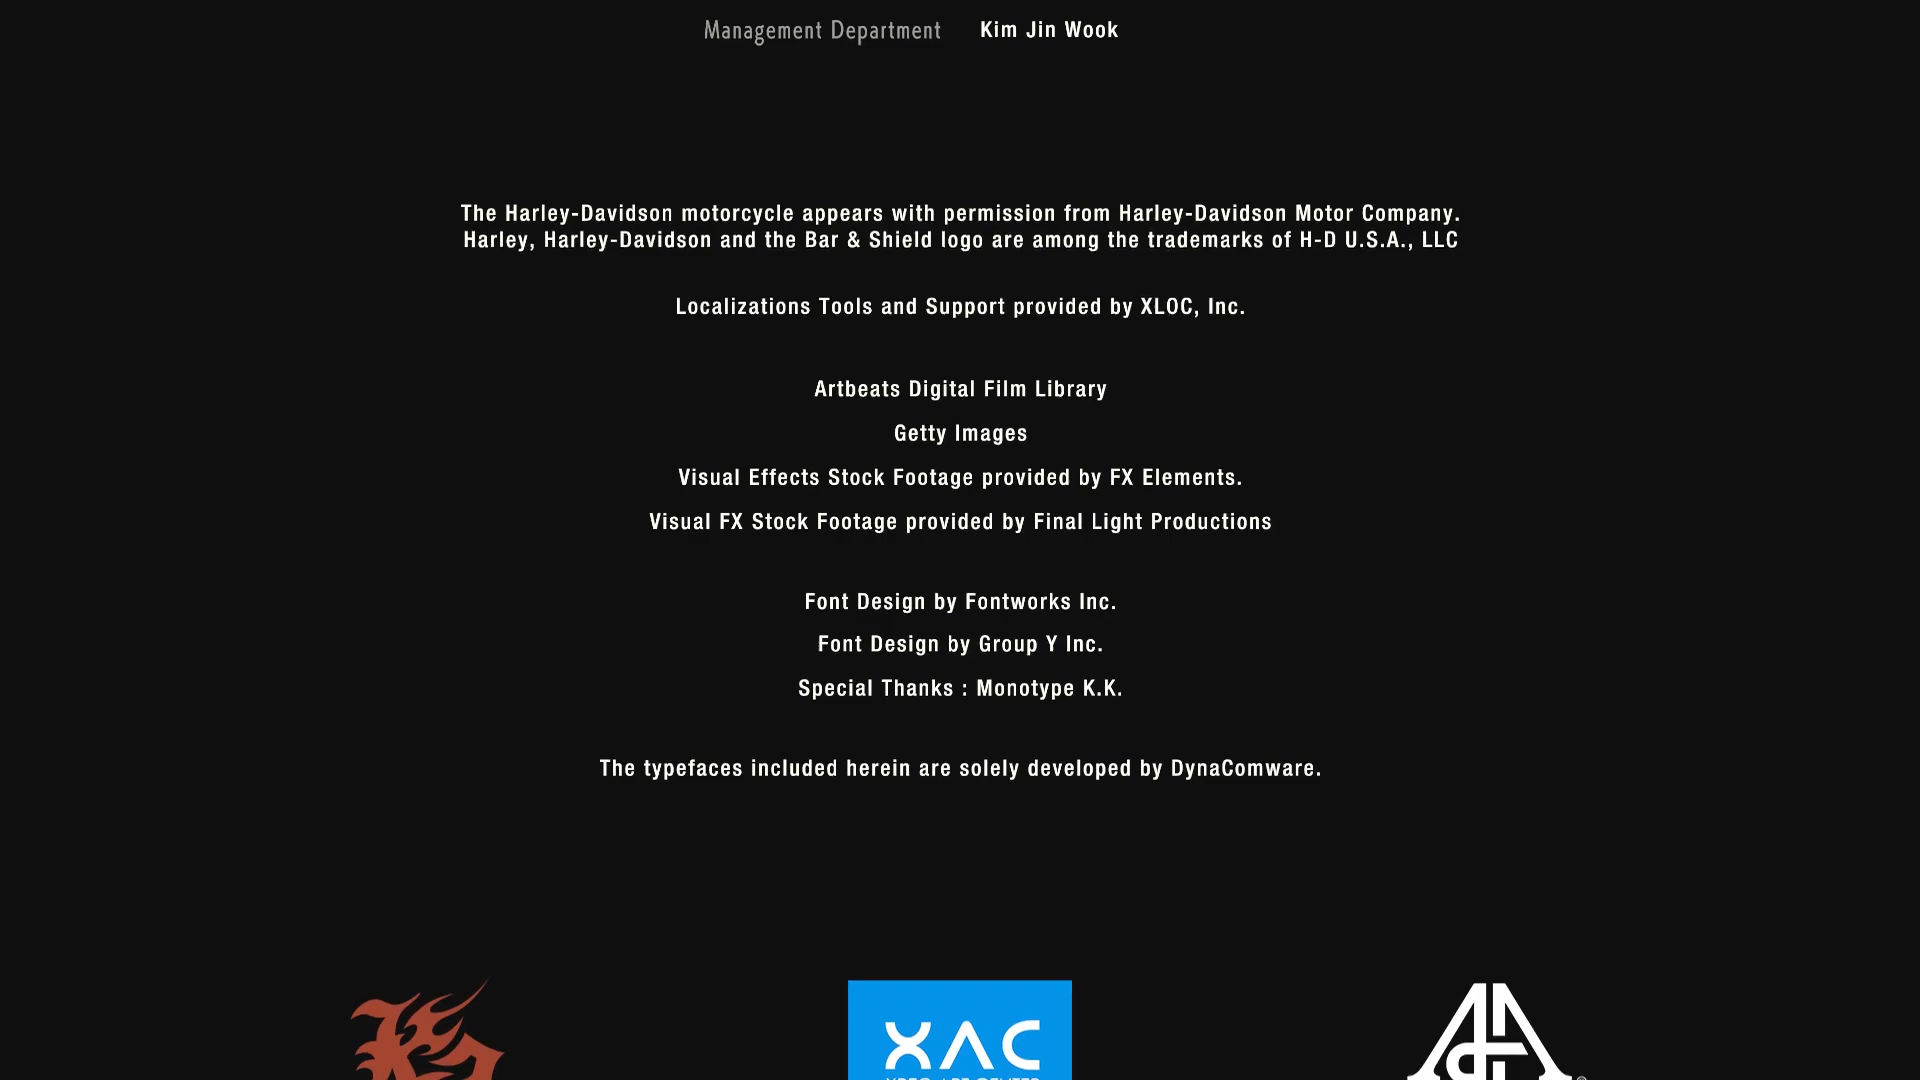 Management Department Kim Jin Wook
The Harley-Davidson motorcycle appears with permission from Harley-Davidson Motor Company.
Harley, Harley-Davidson and the Bar & Shield logo are among the trademarks of H-D U.S.A., LLC
Localizations Tools and Support provided by XLOC, Inc.
Artbeats Digital Film Library
Getty Images
Visual Effects Stock Footage provided by FX Elements.
Visual FX Stock Footage provided by Final Light Productions
Font Design by Fontworks Inc.
Font Design by Group Y Inc.
Special Thanks : Monotype K.K.
The typefaces included herein are solely developed by DynaComware.
XAC